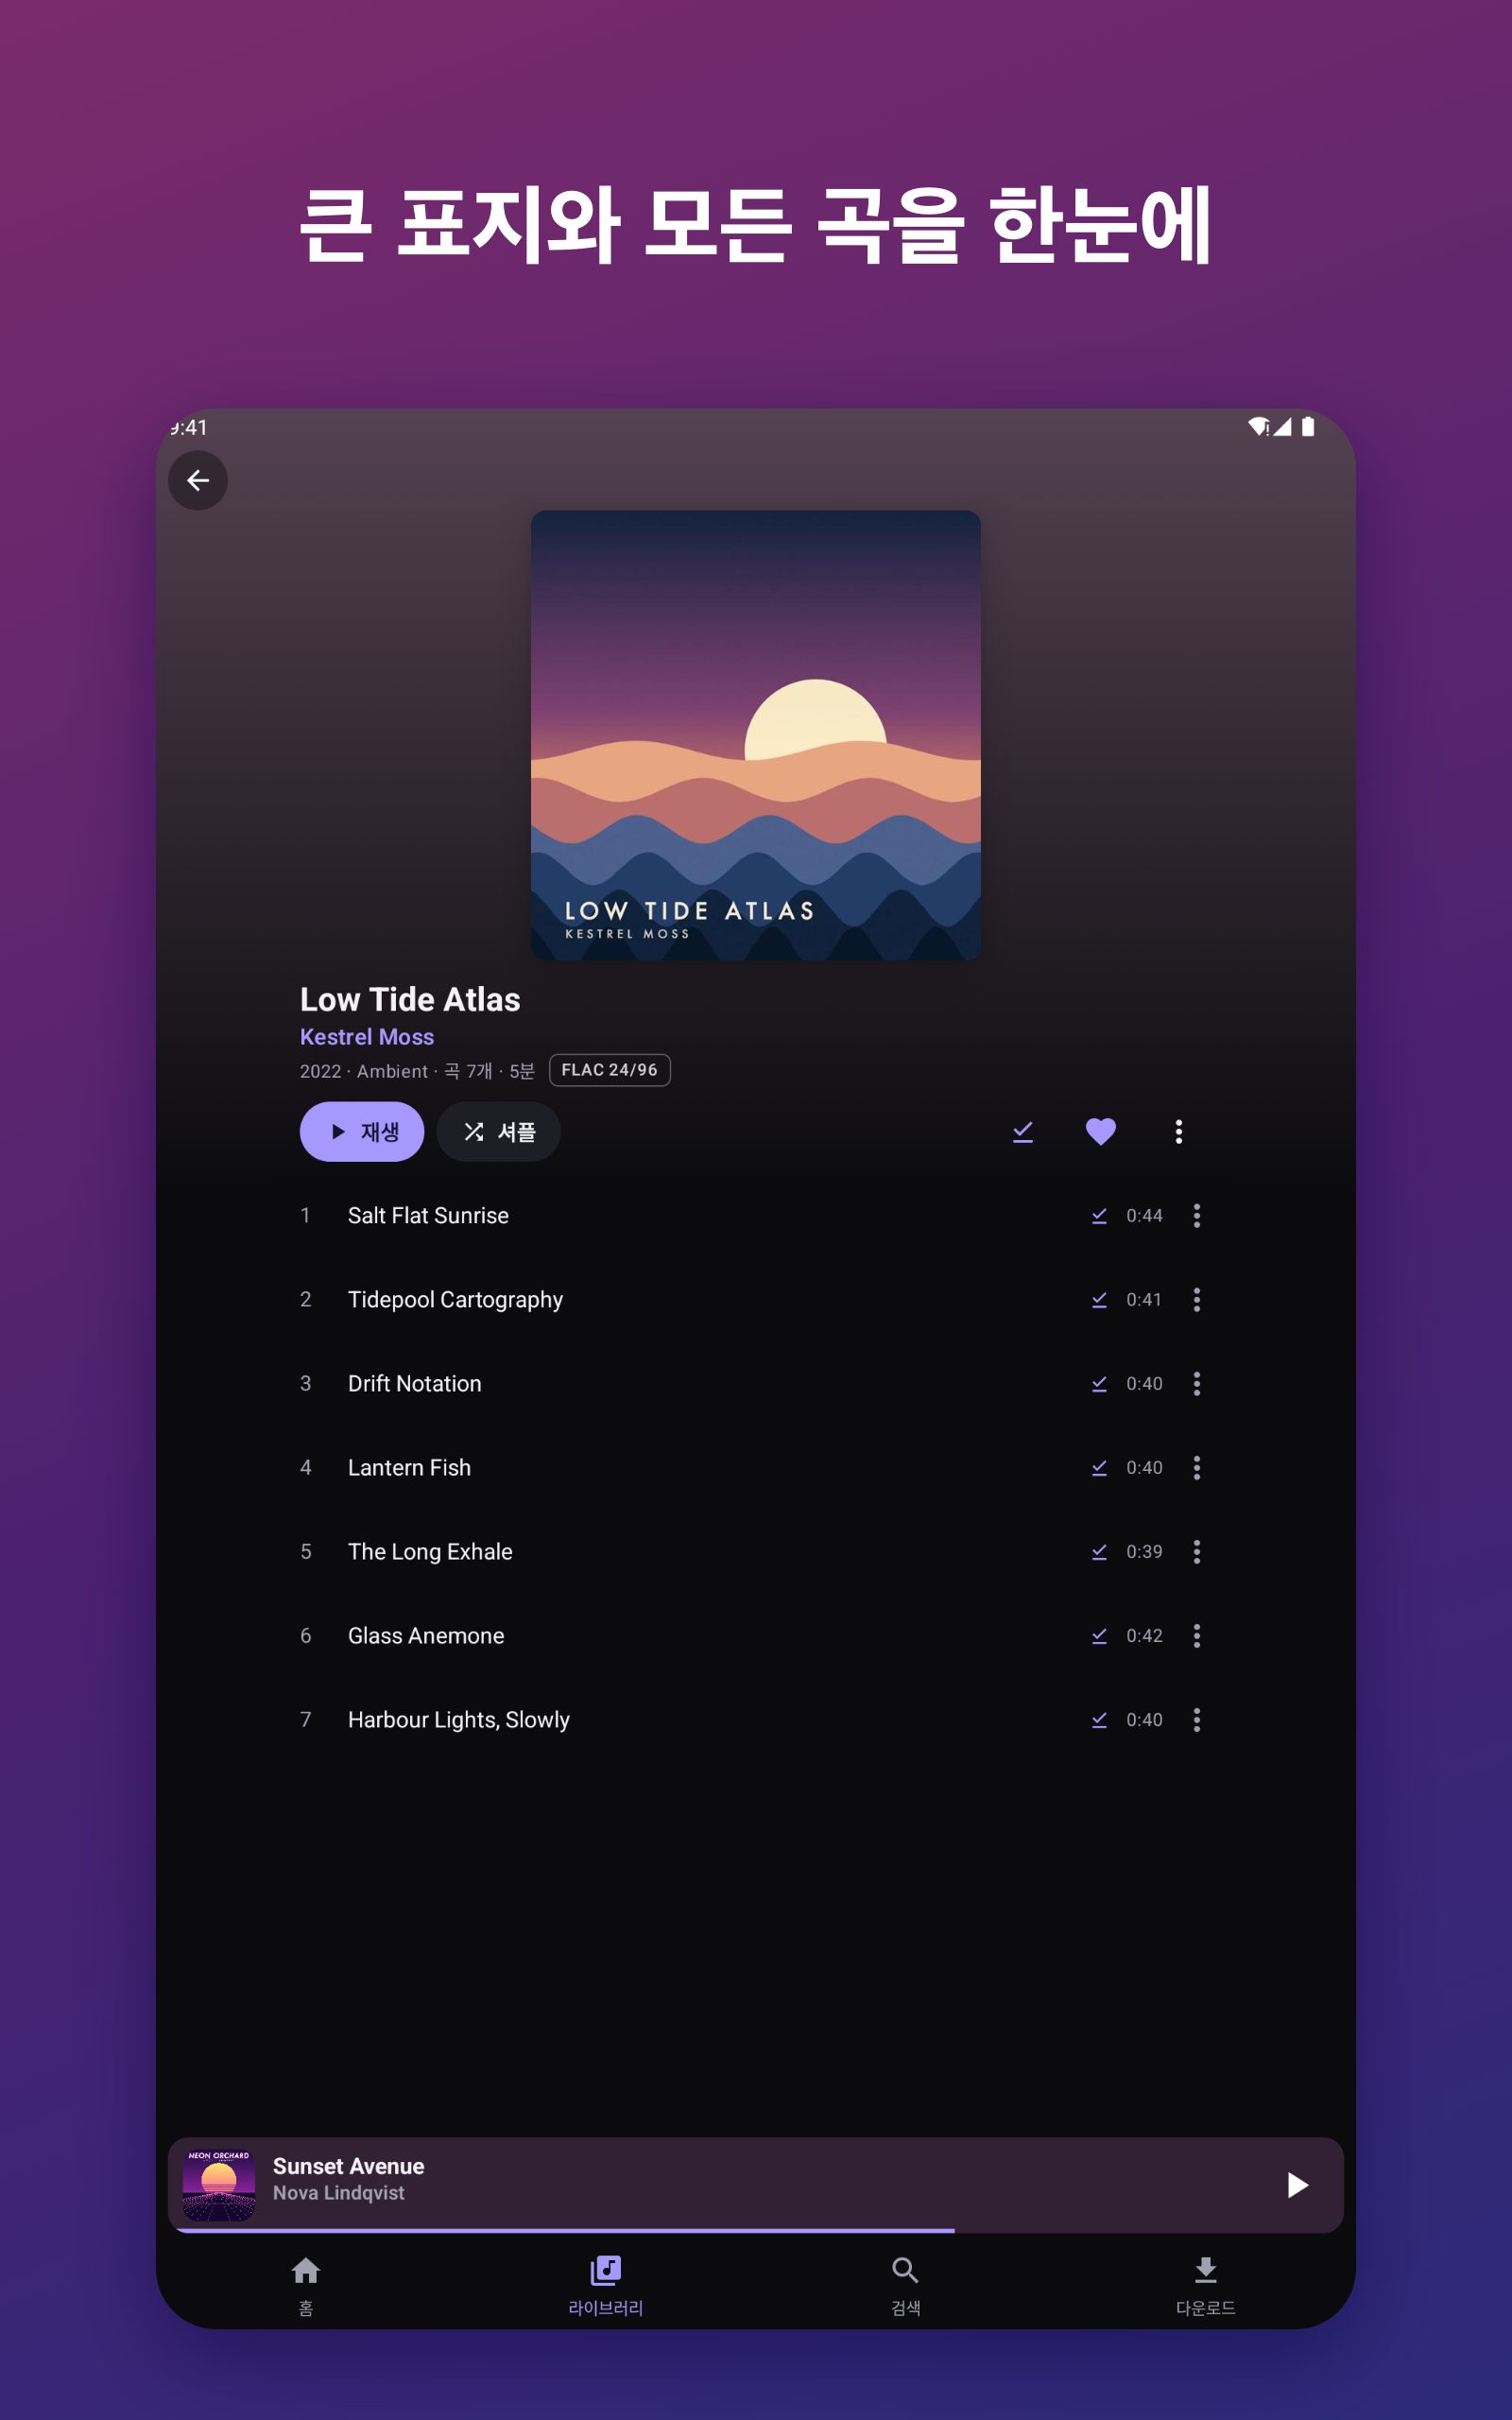 큰 표지와 모든 곡을 한눈에
9:41
LOW TIDE ATLAS
KESTREL MOSS
Low Tide Atlas
Kestrel Moss
2022 · Ambient · 곡 7개 · 5분 FLAC 24/96
재생 셔플
1 Salt Flat Sunrise 0:44
2 Tidepool Cartography 0:41
3 Drift Notation 0:40
4 Lantern Fish 0:40
5 The Long Exhale 0:39
6 Glass Anemone 0:42
7 Harbour Lights, Slowly 0:40
NEON ORCHARD
Sunset Avenue
Nova Lindqvist
홈 라이브러리 검색 다운로드